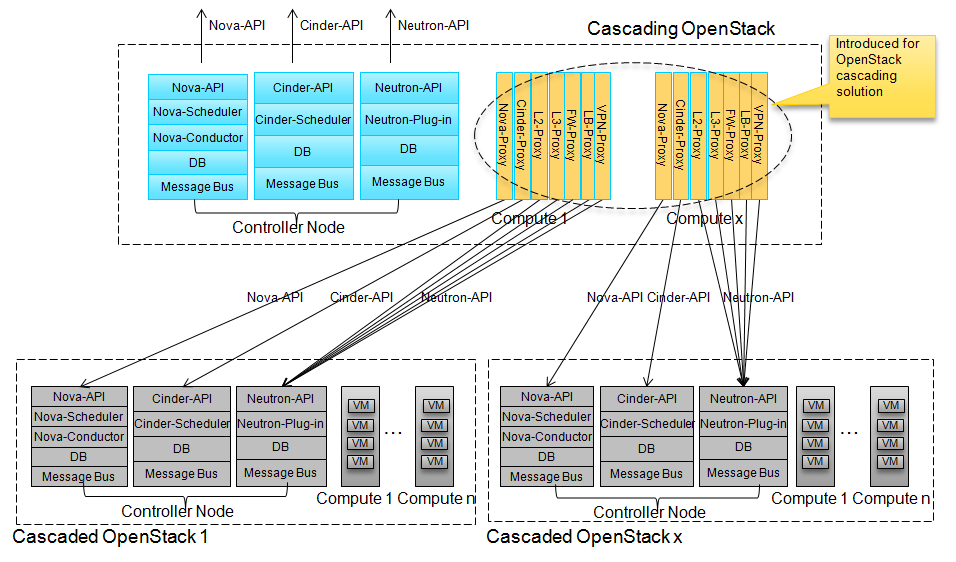 Nova-API
Cinder-API
Neutron-API
Cascading OpenStack
Introduced for
OpenStack
cascading
solution
Nova-API
Nova-Scheduler
Nova-Conductor
DB
Message Bus
Cinder-API
Cinder-Scheduler
DB
Message Bus
Neutron-API
Neutron-Plug-in
DB
Message Bus
Controller Node
Nova-Proxy
Cinder-Proxy
L2-Proxy
L3-Proxy
FW-Proxy
LB-Proxy
VPN-Proxy
Compute 1
Nova-Proxy
Cinder-Proxy
L2-Proxy
L3-Proxy
FW-Proxy
LB-Proxy
VPN-Proxy
Compute x
Nova-API
Cinder-API
Neutron-API
Nova-API
Cinder-API
Neutron-API
Nova-API
Nova-Scheduler
Nova-Conductor
DB
Message Bus
Cinder-API
Cinder-Scheduler
DB
Message Bus
Neutron-API
Neutron-Plug-in
DB
Message Bus
Controller Node
VM
VM
VM
VM
Compute 1
...
VM
VM
VM
VM
Compute n
Cascaded OpenStack 1
Nova-API
Nova-Scheduler
Nova-Conductor
DB
Message Bus
Cinder-API
Cinder-Scheduler
DB
Message Bus
Neutron-API
Neutron-Plug-in
DB
Message Bus
Controller Node
VM
VM
VM
VM
Compute 1
...
VM
VM
VM
VM
Compute n
Cascaded OpenStack x